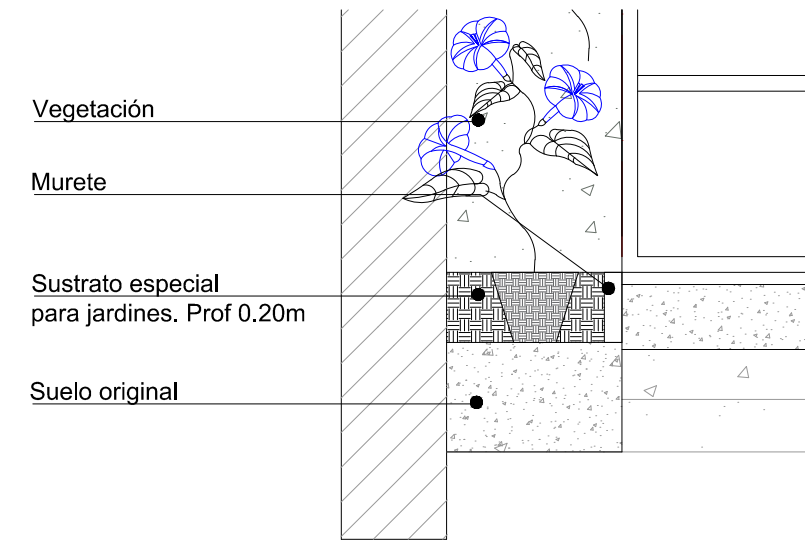 Vegetación
Murete
Sustrato especial
para jardines. Prof 0.20m
Suelo original